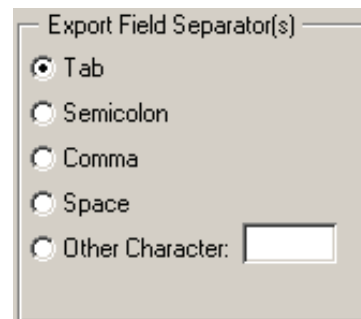 Export Field Separator(s)
Tab
Semicolon
Comma
Space
Other Character: